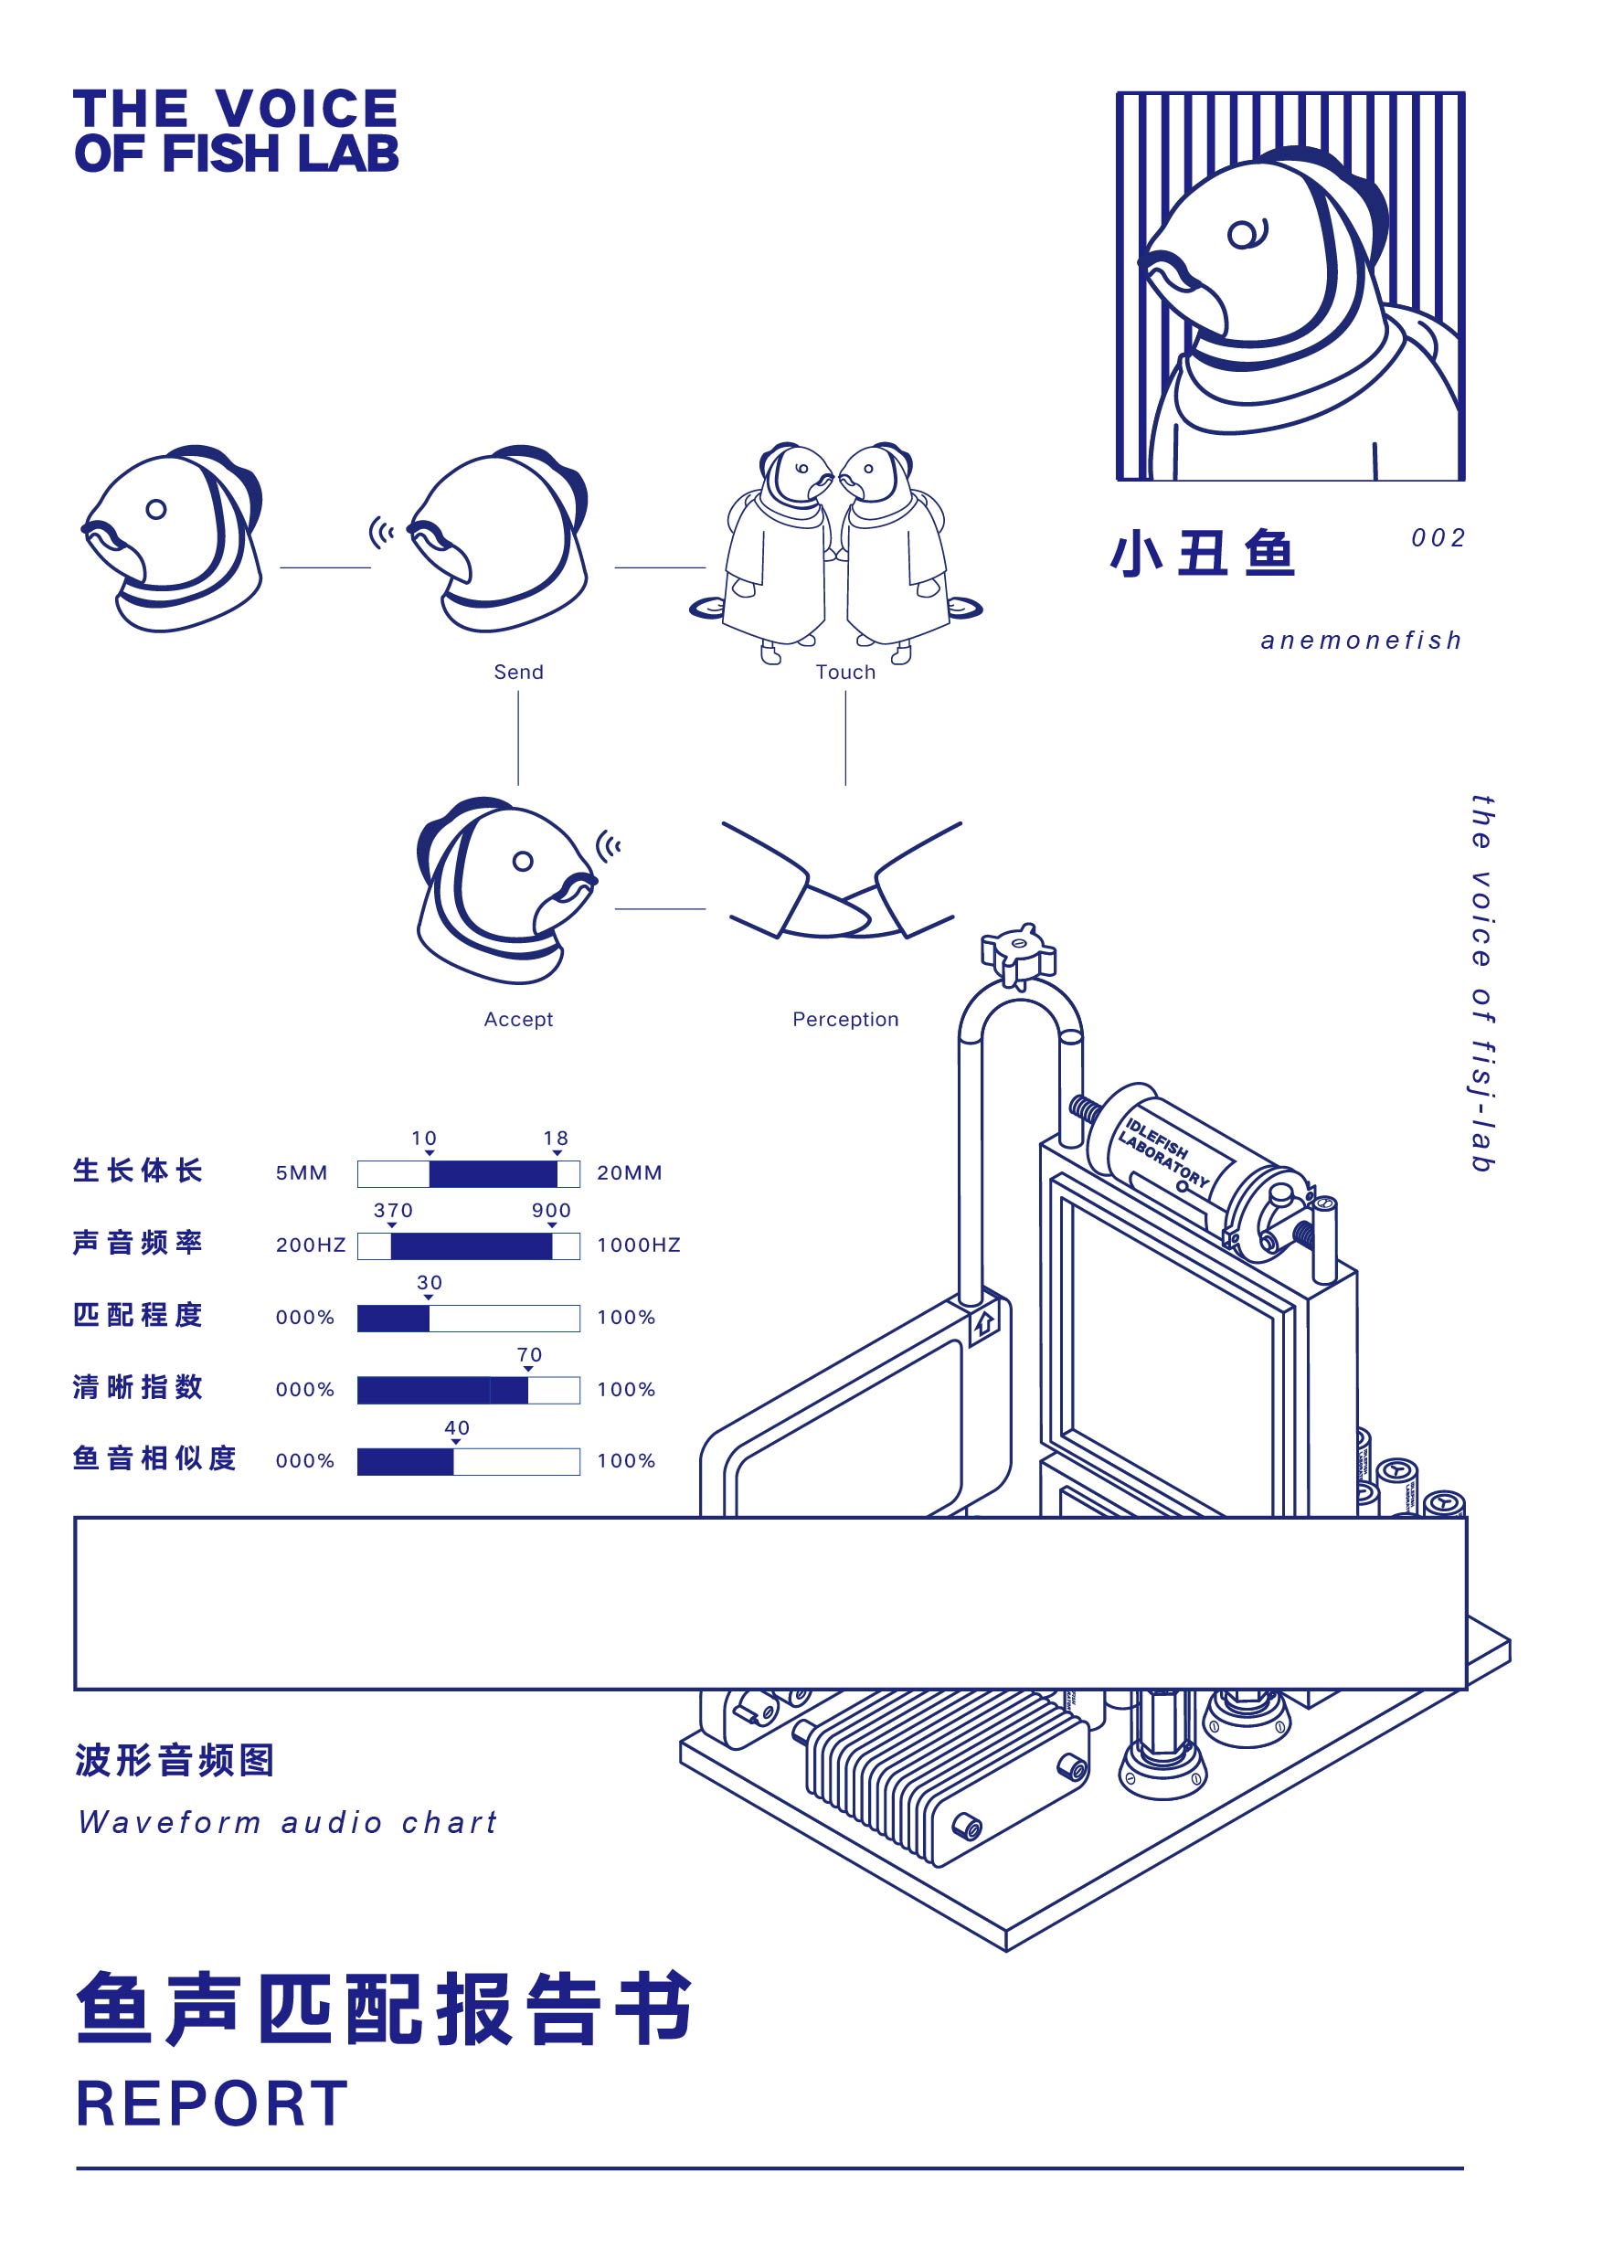 THE VOICE
OF FISH LAB
小丑鱼
002
anemonefish
Send
Touch
Accept
Perception
the voice of fisj-lab
IDLEFISH
LABORATORY
10
18
生长体长
5MM
20MM
370
900
声音频率
200HZ
1000HZ
30
匹配程度
000%
100%
70
清晰指数
000%
100%
40
鱼音相似度
000%
100%
波形音频图
Waveform audio chart
鱼声匹配报告书
REPORT